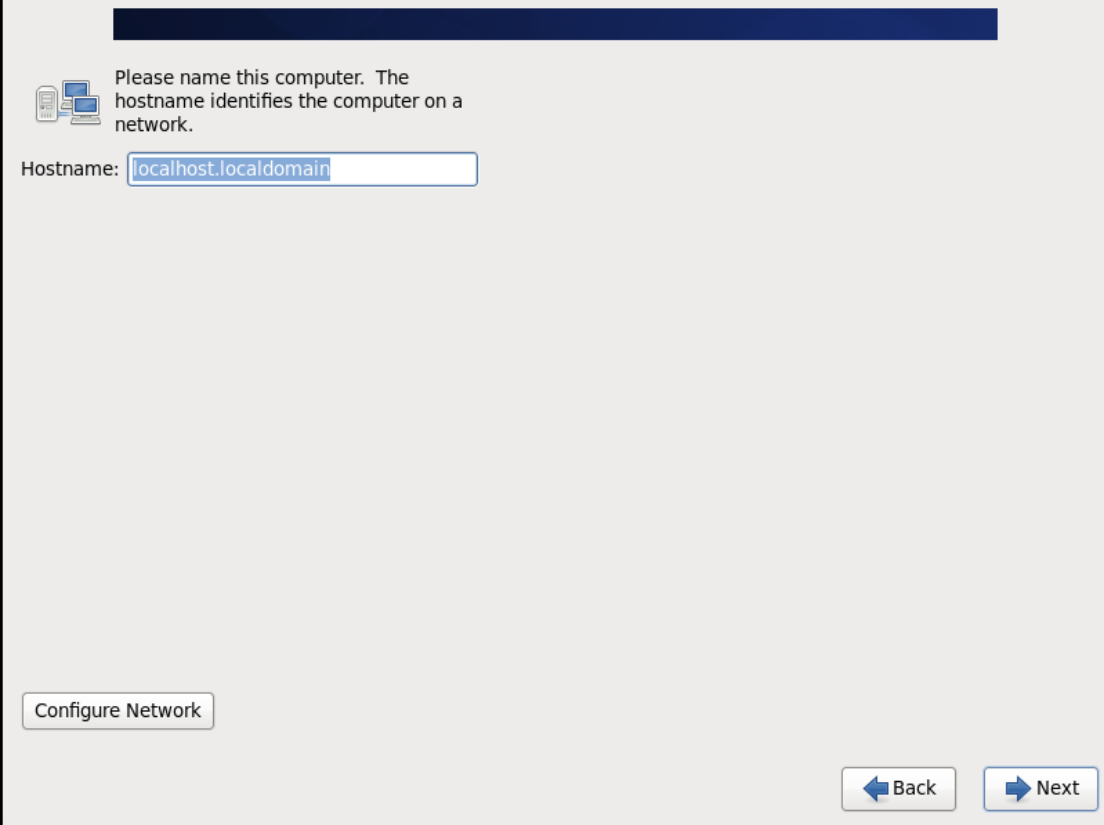 Please name this computer.  The
hostname identifies the computer on a
network.
Hostname: localhost.localdomain
Configure Network
Back
Next